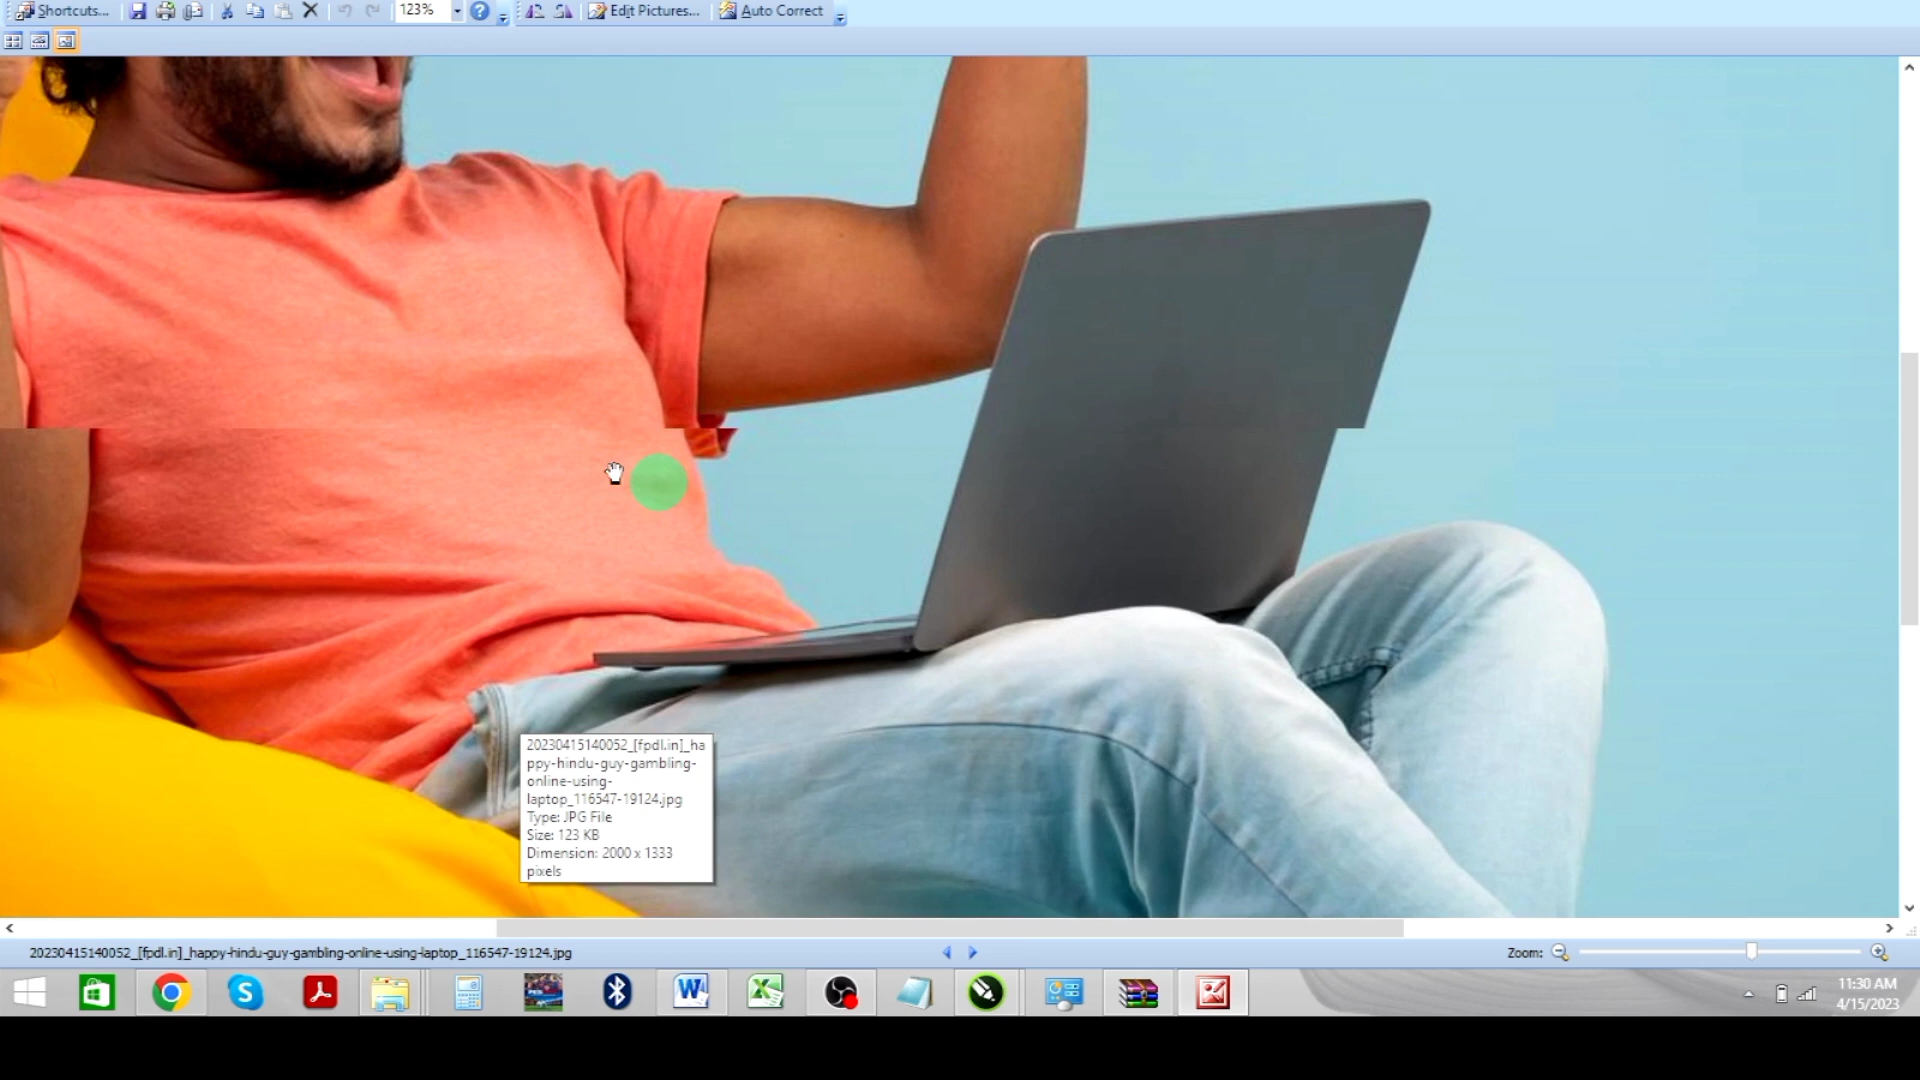 Shortcuts... 123% Edit Pictures... Auto Correct
20230415140052_[fpdl.in]_ha
ppy-hindu-guy-gambling-
online-using-
laptop_116547-19124.jpg
Type: JPG File
Size: 123 KB
Dimension: 2000 x 1333
pixels
20230415140052_[fpdl.in]_happy-hindu-guy-gambling-online-using-laptop_116547-19124.jpg Zoom:
11:30 AM
4/15/2023